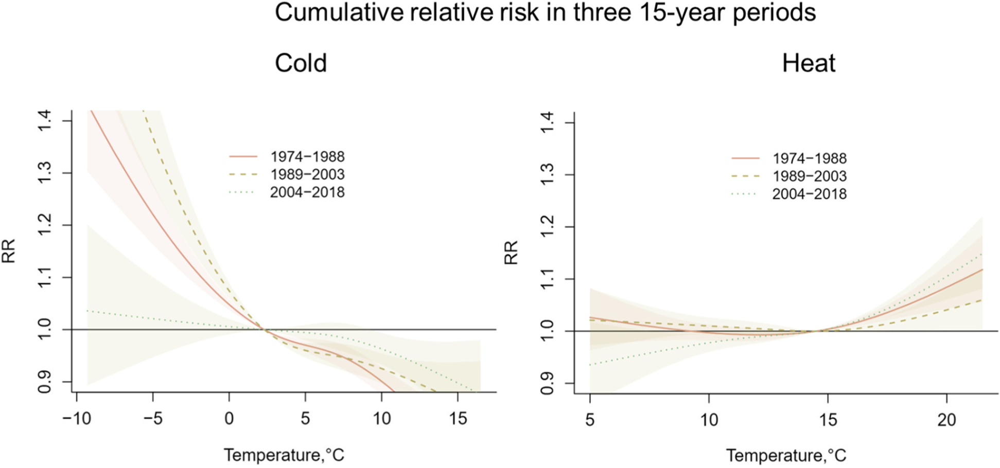 Cumulative relative risk in three 15-year periods
Cold
1.4
1.3
1.2
1.1
1.0
0.9
RR
1974−1988
1989−2003
2004−2018
−10 −5 0 5 10 15
Temperature,°C
Heat
1.4
1.3
1.2
1.1
1.0
0.9
RR
1974−1988
1989−2003
2004−2018
5 10 15 20
Temperature,°C